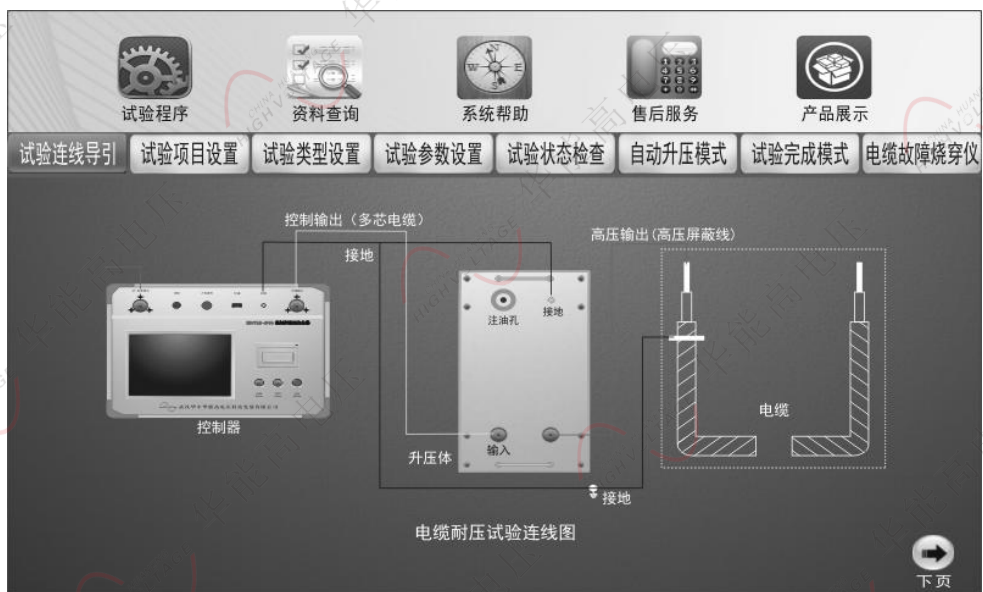 试验程序
资料查询
系统帮助
售后服务
产品展示
试验连线导引
试验项目设置
试验类型设置
试验参数设置
试验状态检查
自动升压模式
试验完成模式
电缆故障烧穿仪
控制输出（多芯电缆）
接地
高压输出(高压屏蔽线)
注油孔
接地
控制器
升压体
输入
电缆
接地
电缆耐压试验连线图
下页